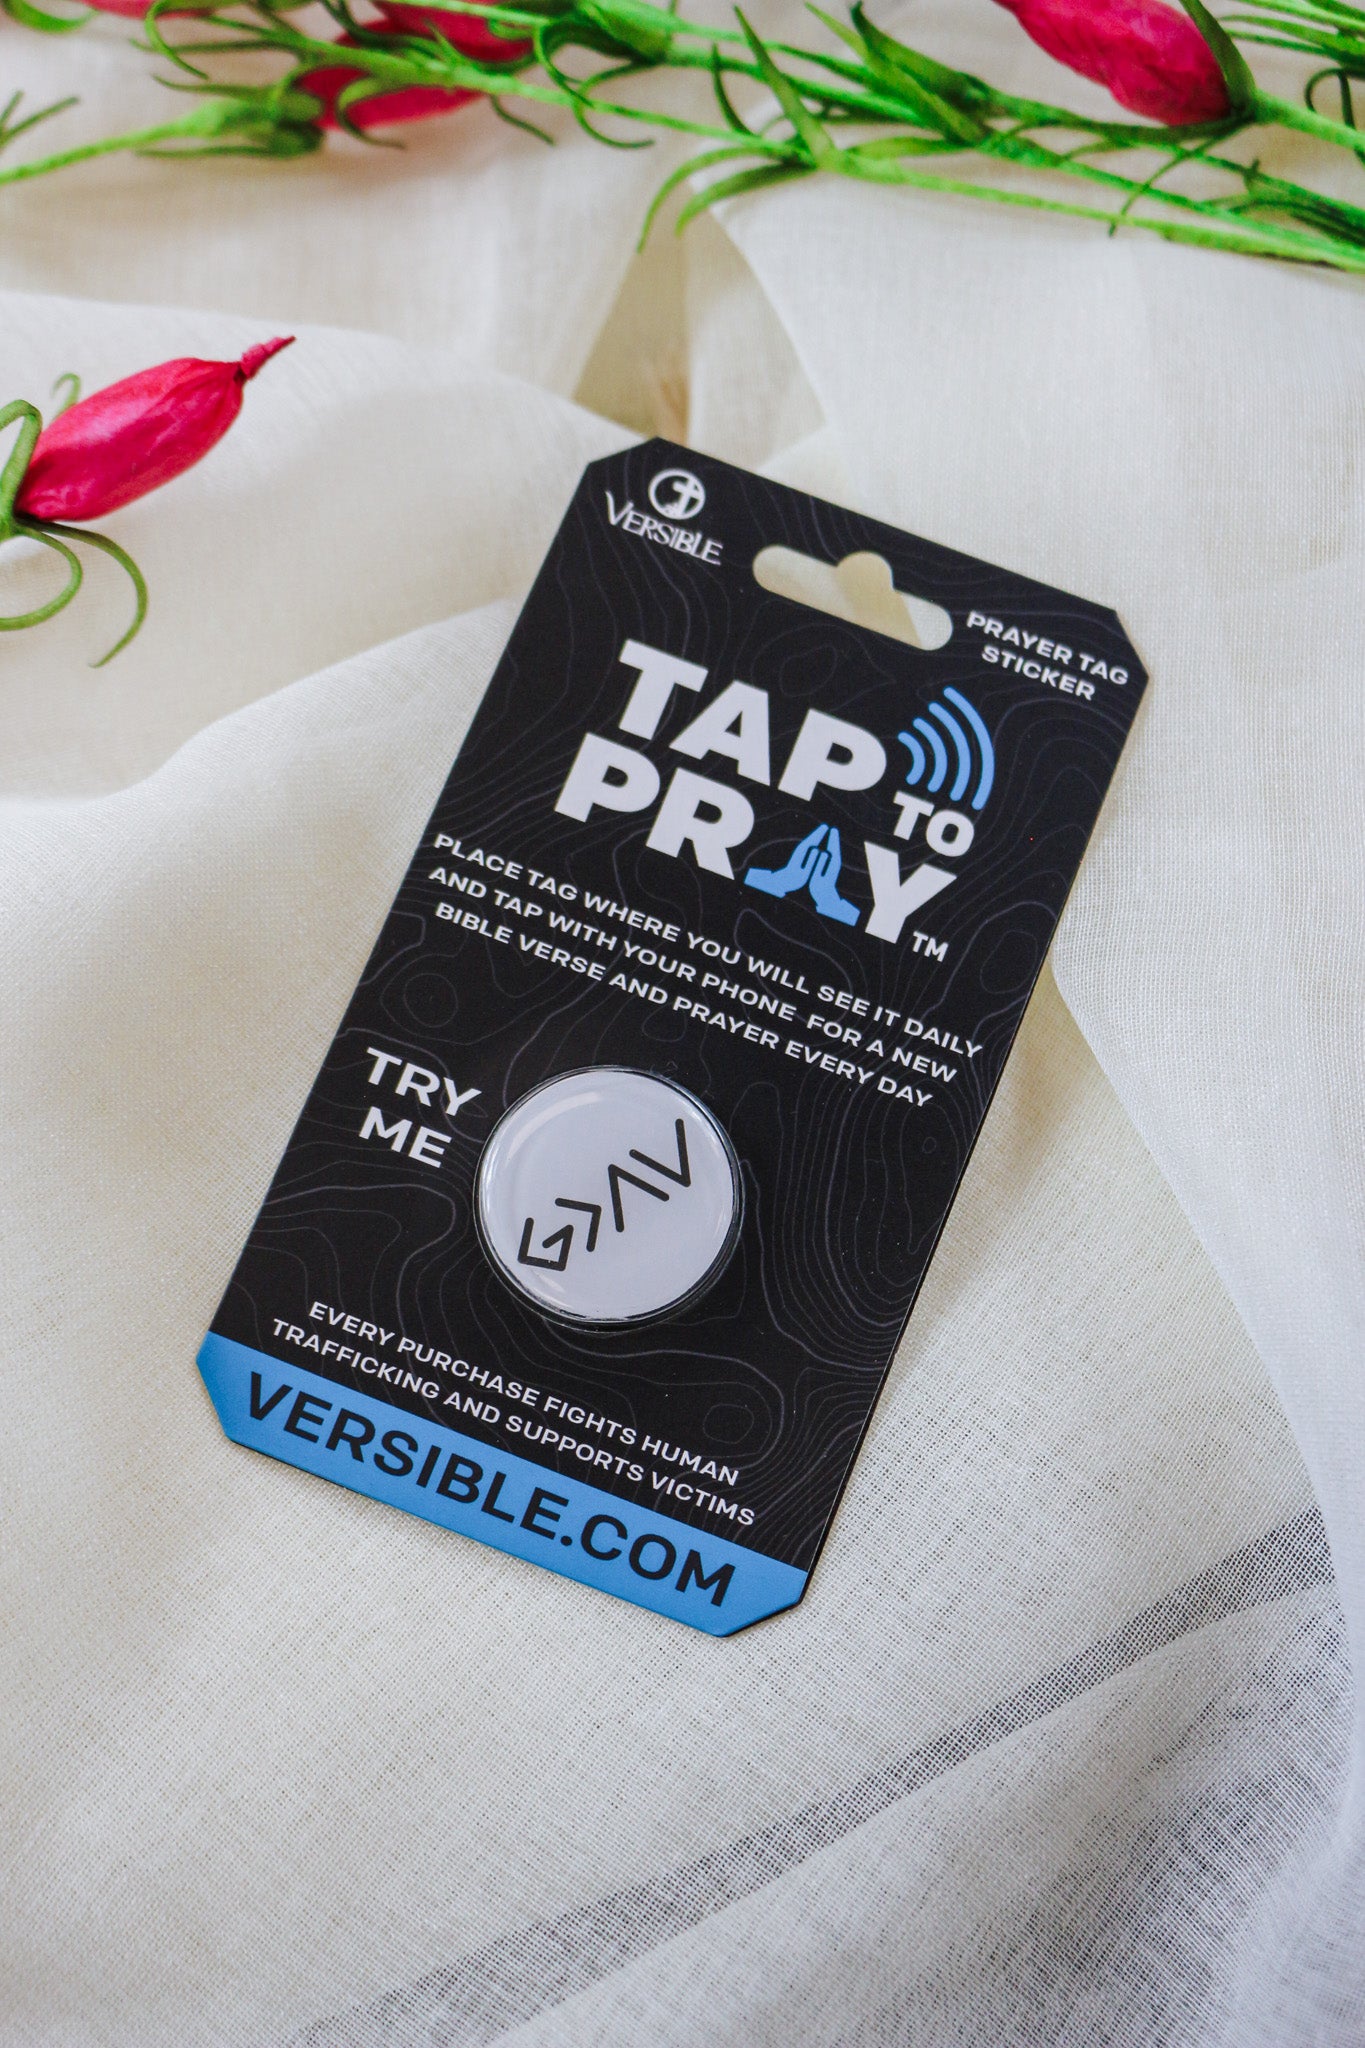 VERSIBLE
PRAYER TAG
STICKER
TAP
TO
PRAY™
PLACE TAG WHERE YOU WILL SEE IT DAILY
AND TAP WITH YOUR PHONE FOR A NEW
BIBLE VERSE AND PRAYER EVERY DAY
TRY
ME
G>∧∨
EVERY PURCHASE FIGHTS HUMAN
TRAFFICKING AND SUPPORTS VICTIMS
VERSIBLE.COM